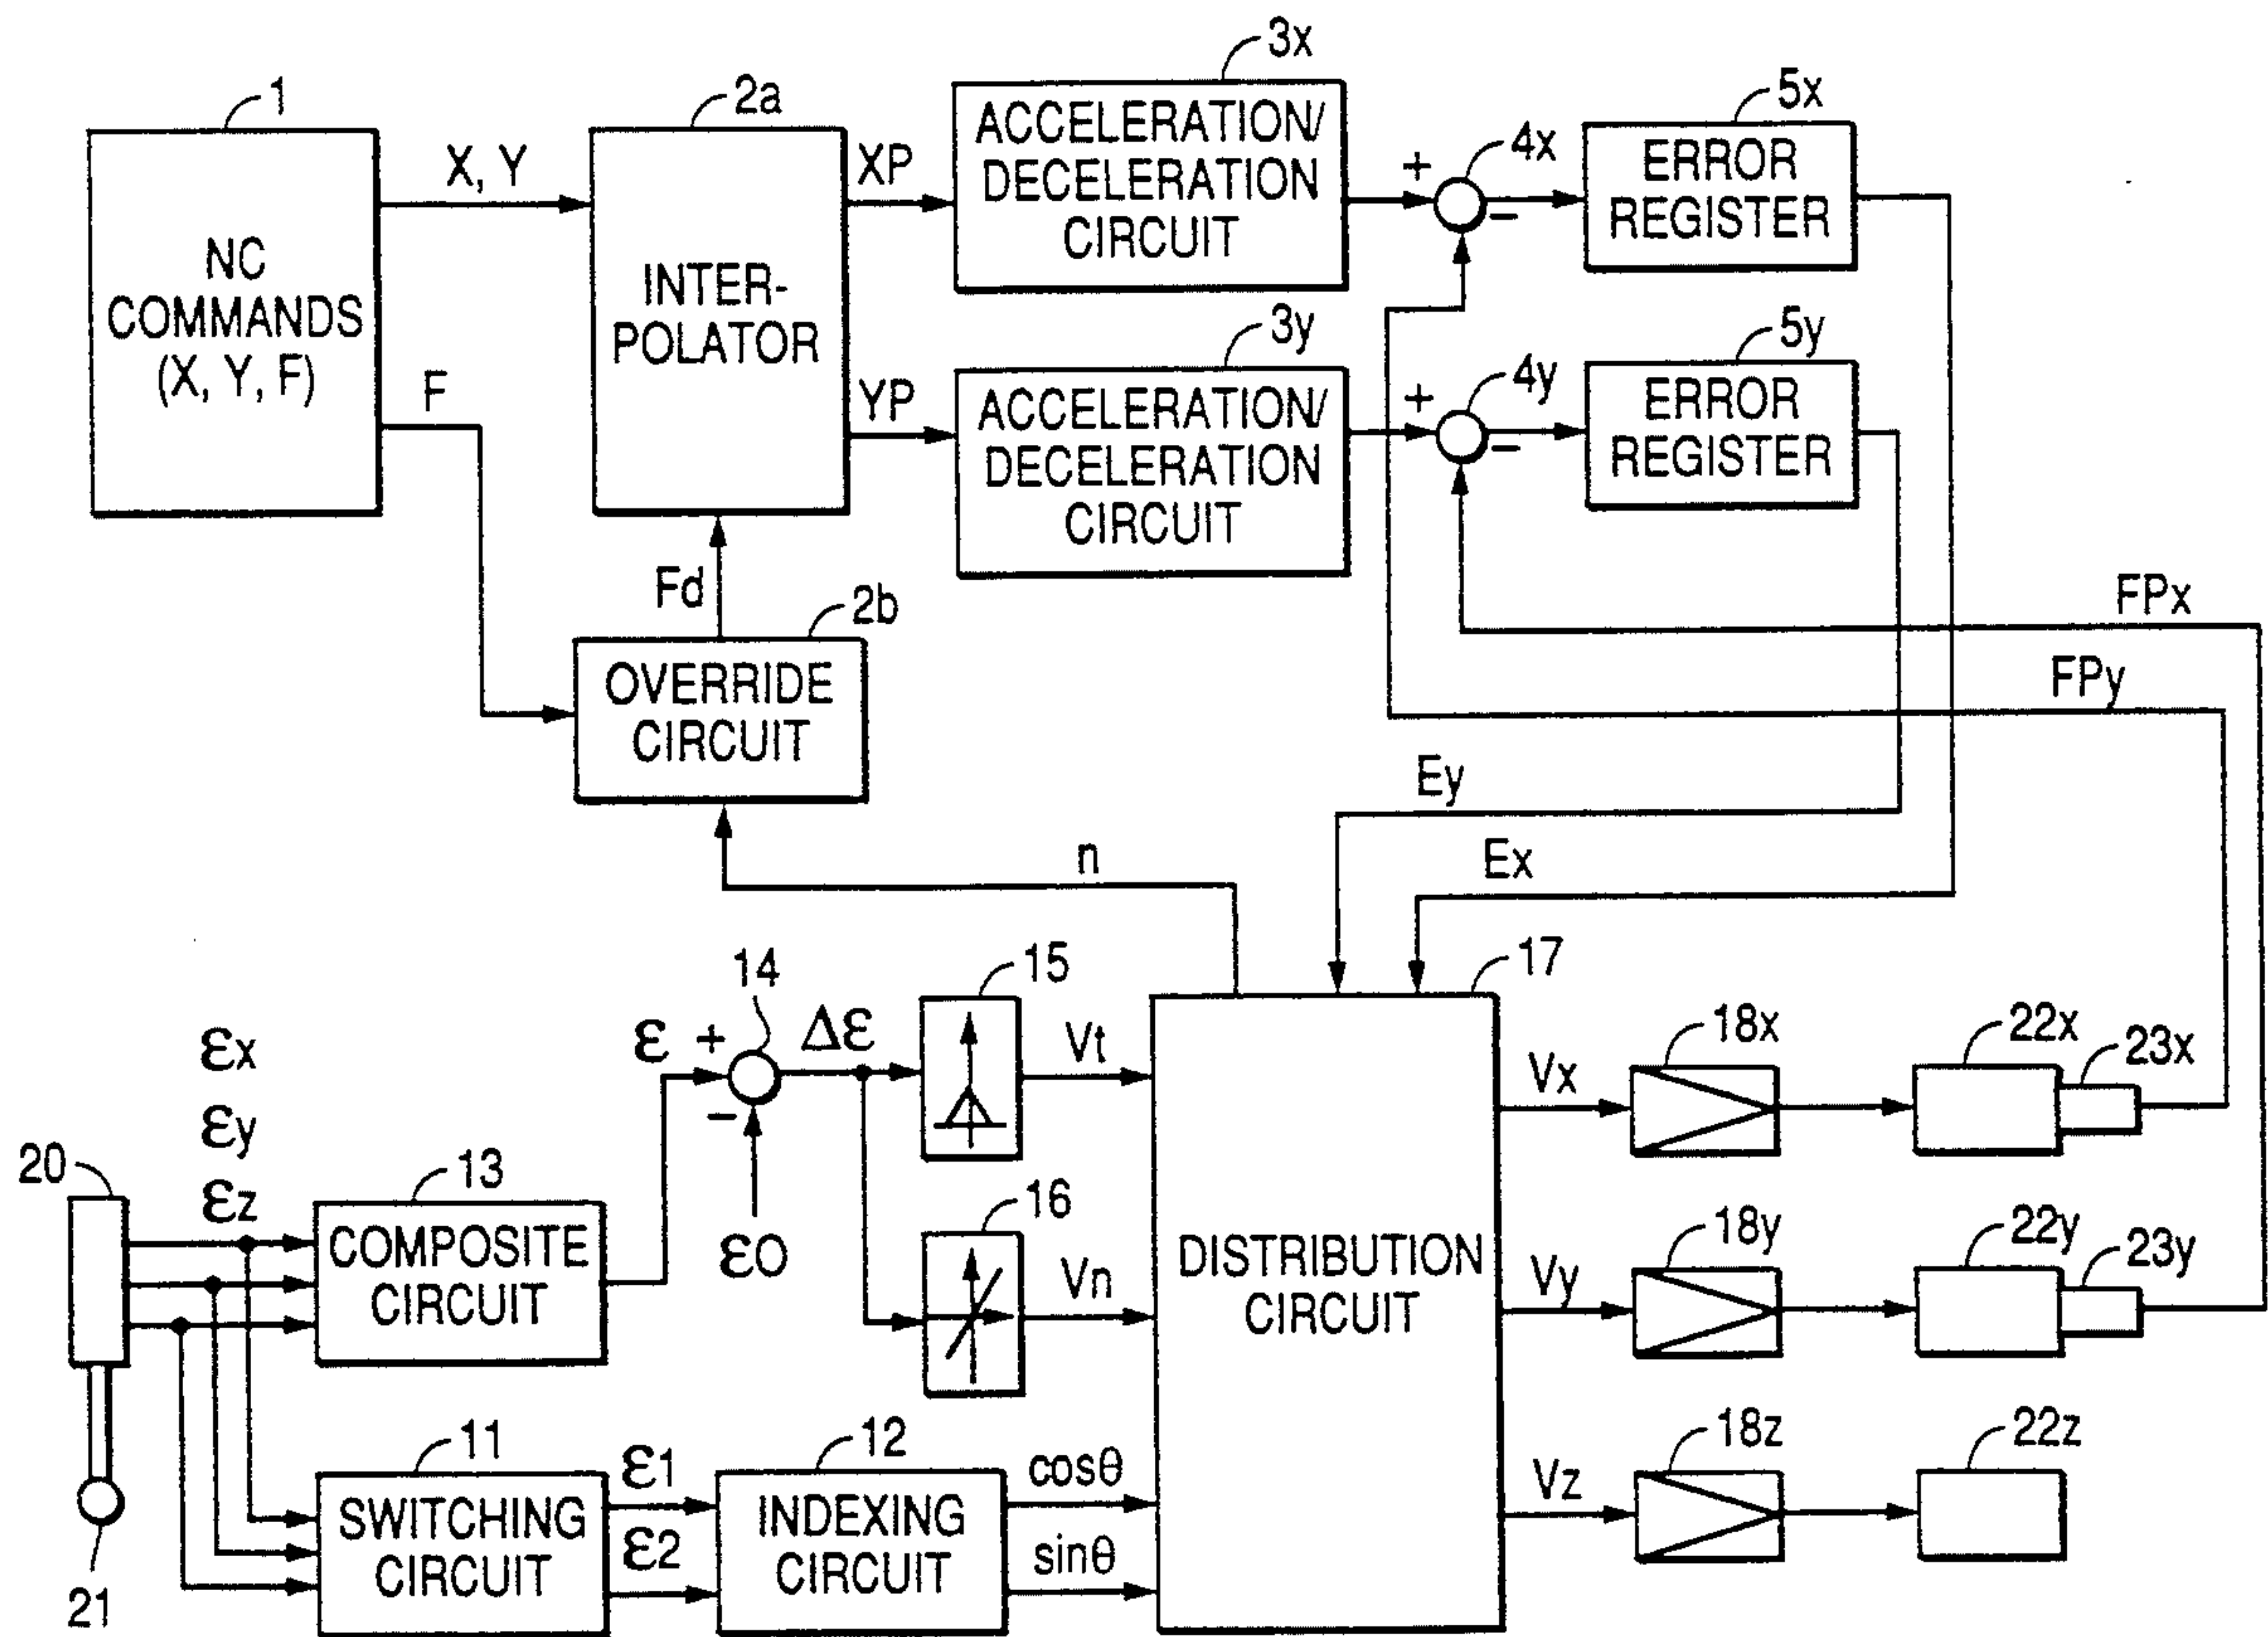 1
NC
COMMANDS
(X, Y, F)
X, Y
F
2a
INTER-
POLATOR
XP
YP
3x
ACCELERATION/
DECELERATION
CIRCUIT
3y
ACCELERATION/
DECELERATION
CIRCUIT
+
4x
−
+
4y
−
5x
ERROR
REGISTER
5y
ERROR
REGISTER
Fd
2b
OVERRIDE
CIRCUIT
FPx
FPy
Ey
Ex
n
εx
εy
εz
20
21
13
COMPOSITE
CIRCUIT
11
SWITCHING
CIRCUIT
ε
+
14
−
ε0
Δε
15
16
Vt
Vn
ε1
ε2
12
INDEXING
CIRCUIT
cosθ
sinθ
17
DISTRIBUTION
CIRCUIT
Vx
18x
22x
23x
Vy
18y
22y
23y
Vz
18z
22z